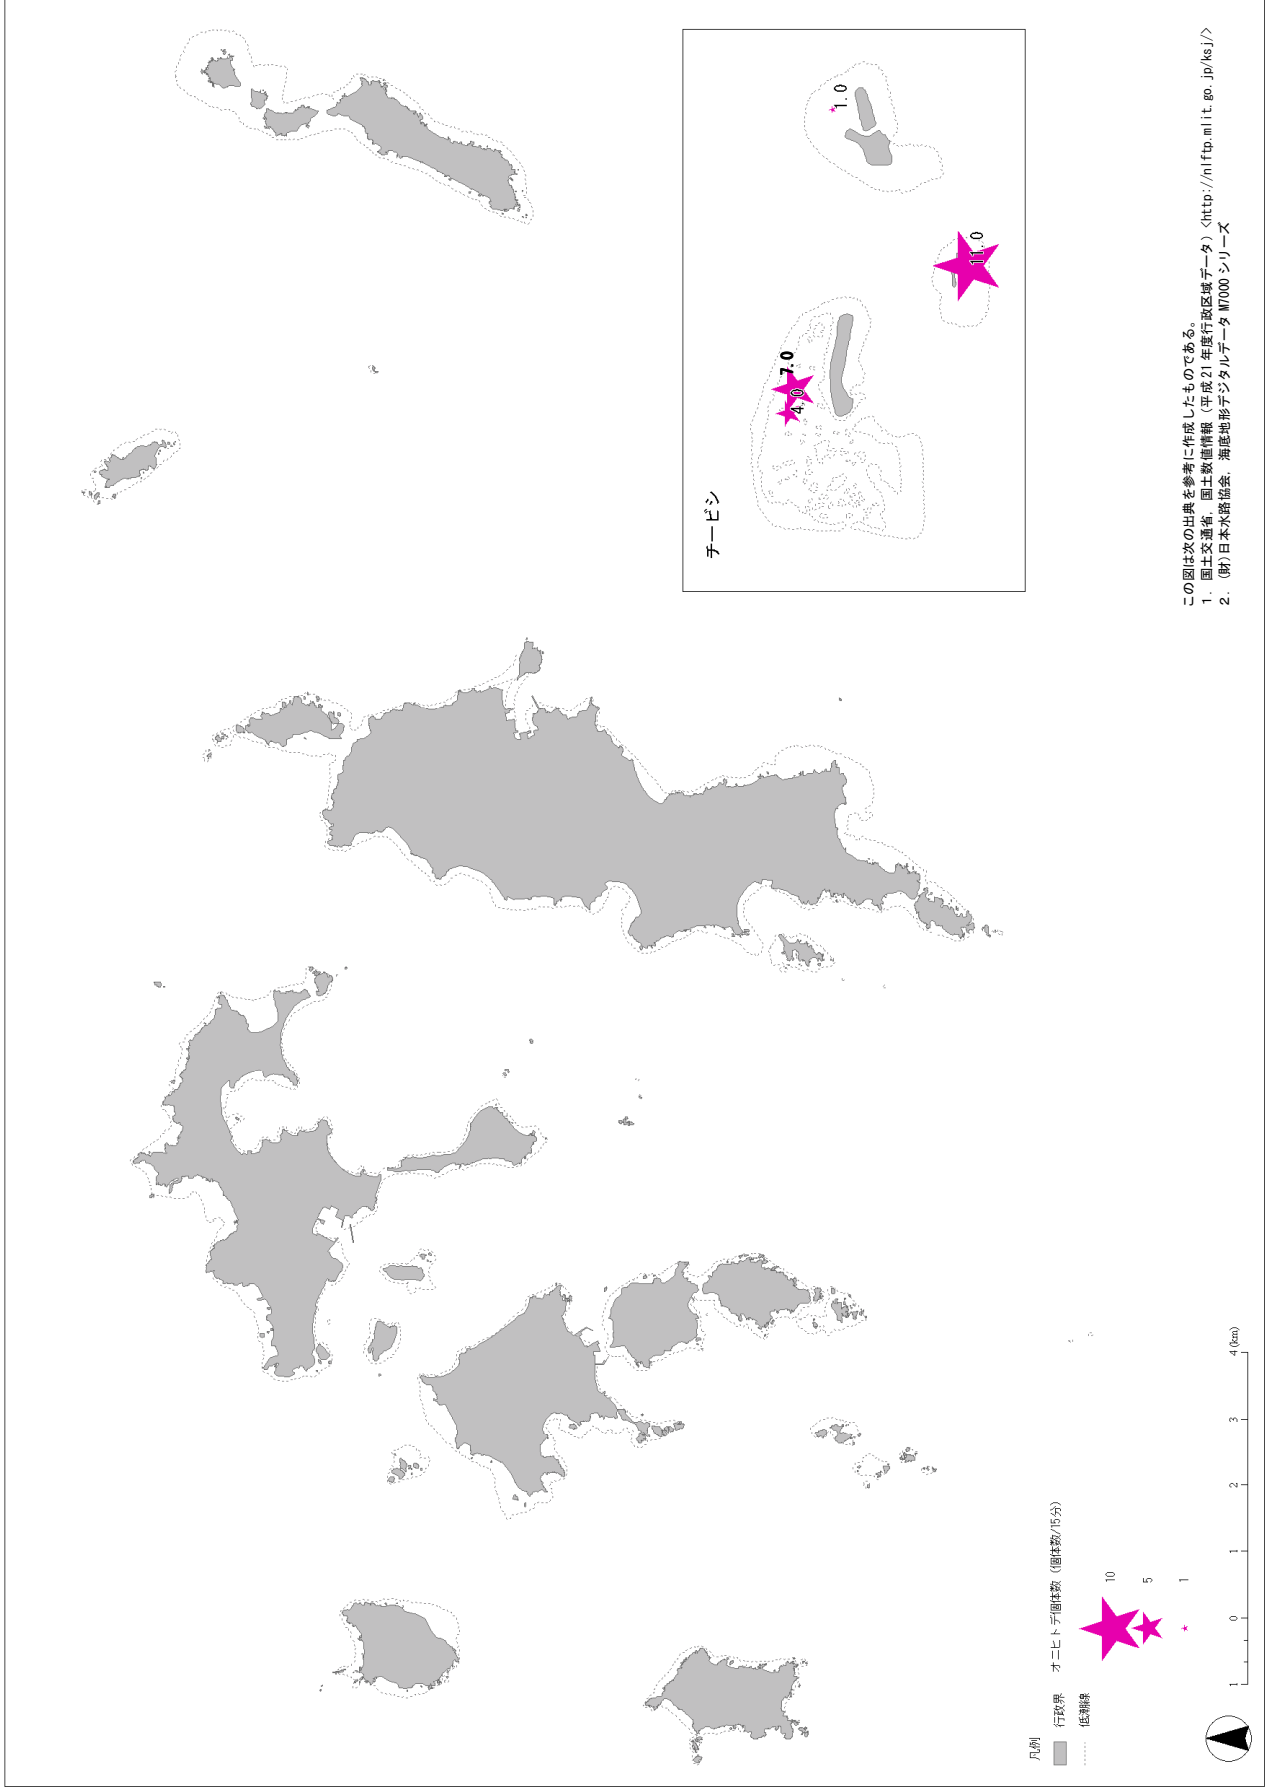 チービシ
1.0
11.0
7.0
4.0
凡例
行政界
低潮線
オニヒトデ個体数（個体数/15分）
10
5
1
1
0
1
2
3
4 (km)
この図は次の出典を参考に作成したものである。
1. 国土交通省, 国土数値情報（平成21年度行政区域データ）<http://nlftp.mlit.go.jp/ksj/>
2. (財)日本水路協会, 海底地形デジタルデータ M7000シリーズ